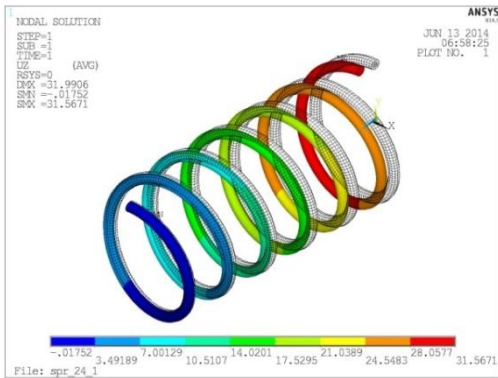 1
NODAL SOLUTION
STEP=1
SUB =1
TIME=1
UZ (AVG)
RSYS=0
DMX =31.9906
SMN =-.01752
SMX =31.5671
ANSYS
JUN 13 2014
06:58:25
PLOT NO. 1
Y
X
-.01752 3.49189 7.00129 10.5107 14.0201 17.5295 21.0389 24.5483 28.0577 31.5671
File: spr_24_1